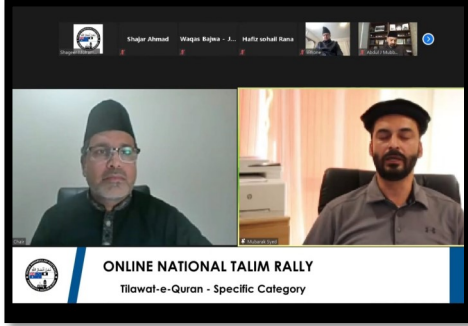 Shajar Ahmad
Waqas Bajwa - J...
Hafiz sohail Rana
Mubarak Syed
ONLINE NATIONAL TALIM RALLY
Tilawat-e-Quran - Specific Category